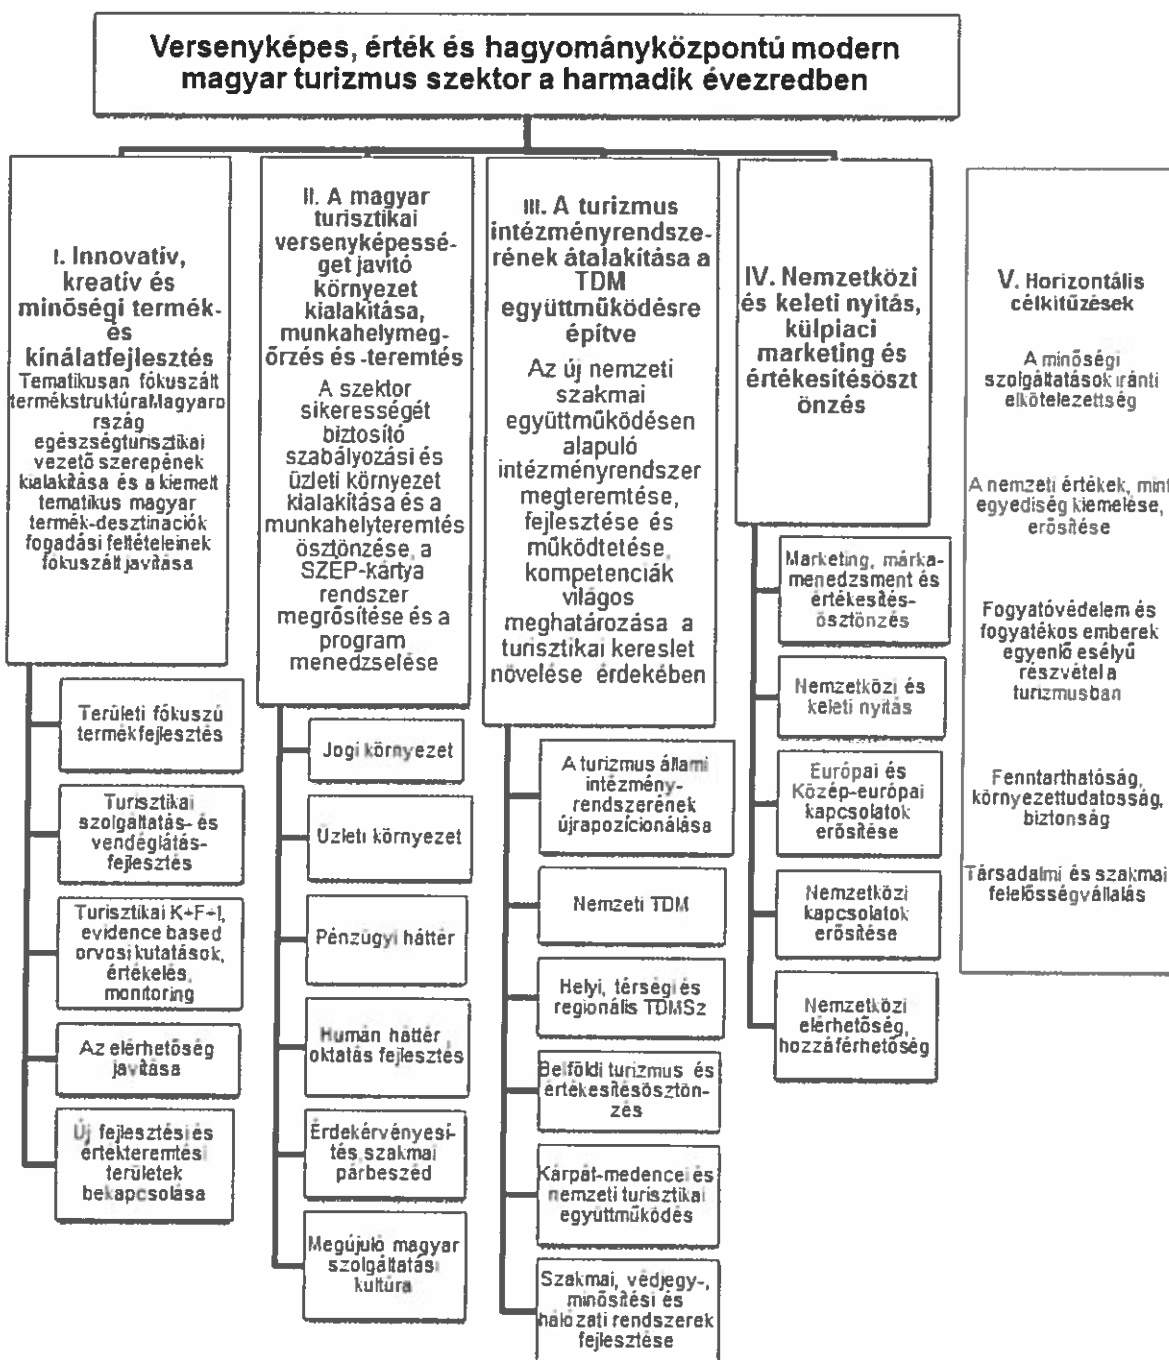 Versenyképes, érték és hagyományközpontú modern
magyar turizmus szektor a harmadik évezredben
I. Innovatív,
kreatív és
minőségi termék-
és
kínálatfejlesztés
Tematikusan fókuszált
termékstruktúraMagyaro
rszág
egészségturisztikai
vezető szerepének
kialakítása és a kiemelt
tematikus magyar
termék-desztinációk
fogadási feltételeinek
fókuszált javítása
Területi fókuszú
termékfejlesztés
Turisztikai
szolgáltatás- és
vendéglátás-
fejlesztés
Turisztikai K+F+I,
evidence based
orvosi kutatások,
értékelés,
monitoring
Az elérhetőség
javítása
Új fejlesztési és
értékteremtési
területek
bekapcsolása
II. A magyar
turisztikai
versenyképessé-
get javító
környezet
kialakítása,
munkahelymeg-
őrzés és -teremtés
A szektor
sikerességét
biztosító
szabályozási és
üzleti környezet
kialakítása és a
munkahelyteremtés
ösztönzése, a
SZÉP-kártya
rendszer
megrősítése és a
program
menedzselése
Jogi környezet
Üzleti környezet
Pénzügyi háttér
Humán háttér,
oktatás fejlesztés
Érdekérvényesí-
tés,szakmai
párbeszéd
Megújuló magyar
szolgáltatási
kultúra
III. A turizmus
intézményrendsze-
rének átalakítása a
TDM
együttműködésre
építve
Az új nemzeti
szakmai
együttműködésen
alapuló
intézményrendszer
megteremtése,
fejlesztése és
működtetése,
kompetenciák
világos
meghatározása a
turisztikai kereslet
növelése érdekében
A turizmus állami
intézmény-
rendszerének
újrapozícionálása
Nemzeti TDM
Helyi, térségi és
regionális TDMSz
Belföldi turizmus és
értékesítésösztön-
zés
Kárpát-medencei és
nemzeti turisztikai
együttműködés
Szakmai, védjegy-,
minősítési és
hálózati rendszerek
fejlesztése
IV. Nemzetközi
és keleti nyitás,
külpiaci
marketing és
értékesítésöszt
önzés
Marketing, márka-
menedzsment és
értékesítés-
ösztönzés
Nemzetközi és
keleti nyitás
Európai és
Közép-európai
kapcsolatok
erősítése
Nemzetközi
kapcsolatok
erősítése
Nemzetközi
elérhetőség,
hozzáférhetőség
V. Horizontális
célkitűzések
A minőségi
szolgáltatások iránti
elkötelezettség
A nemzeti értékek, mint
egyediség kiemelése,
erősítése
Fogyatóvédelem és
fogyatékos emberek
egyenlő esélyű
részvétel a
turizmusban
Fenntarthatóság,
környezettudatosság,
biztonság
Társadalmi és szakmai
felelősségvállalás